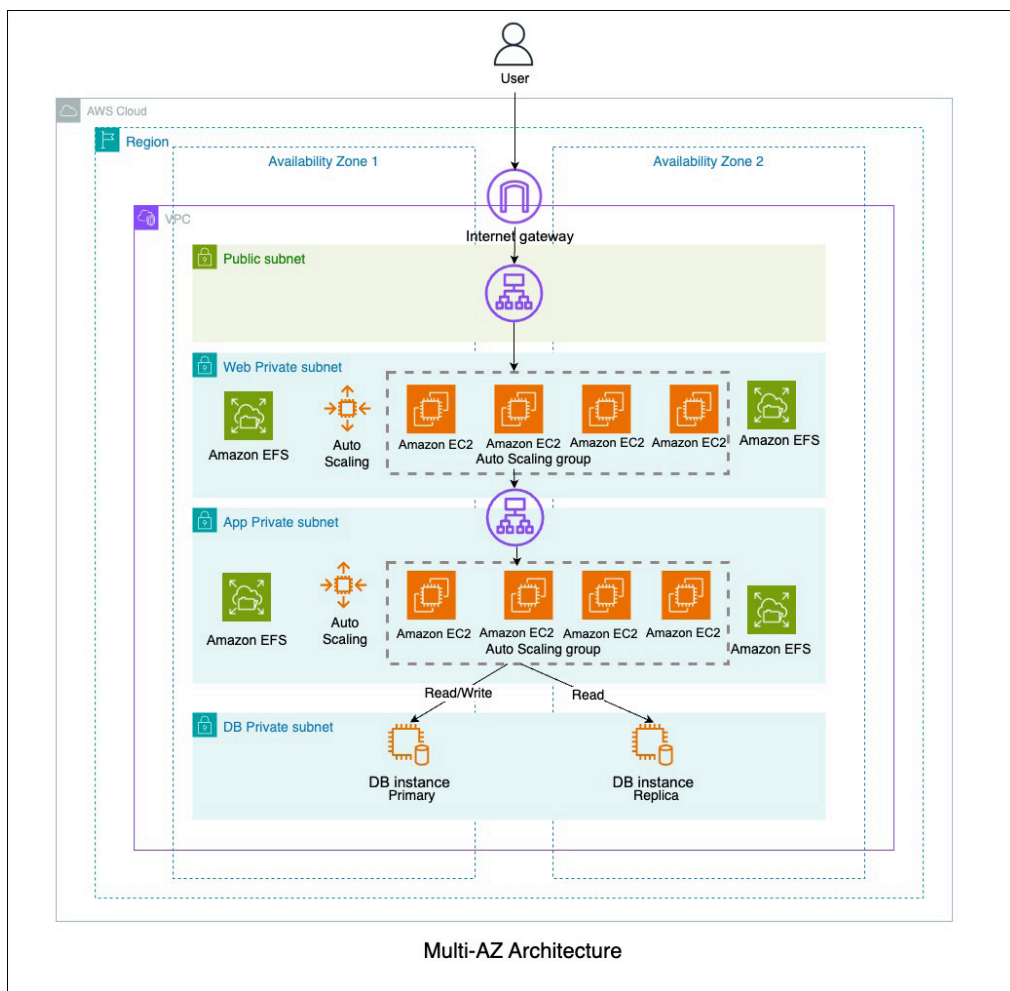 User
AWS Cloud
Region
Availability Zone 1
Availability Zone 2
VPC
Internet gateway
Public subnet
Web Private subnet
Amazon EFS
Auto
Scaling
Amazon EC2
Amazon EC2
Amazon EC2
Amazon EC2
Auto Scaling group
Amazon EFS
App Private subnet
Amazon EFS
Auto
Scaling
Amazon EC2
Amazon EC2
Amazon EC2
Amazon EC2
Auto Scaling group
Amazon EFS
Read/Write
Read
DB Private subnet
DB instance
Primary
DB instance
Replica
Multi-AZ Architecture